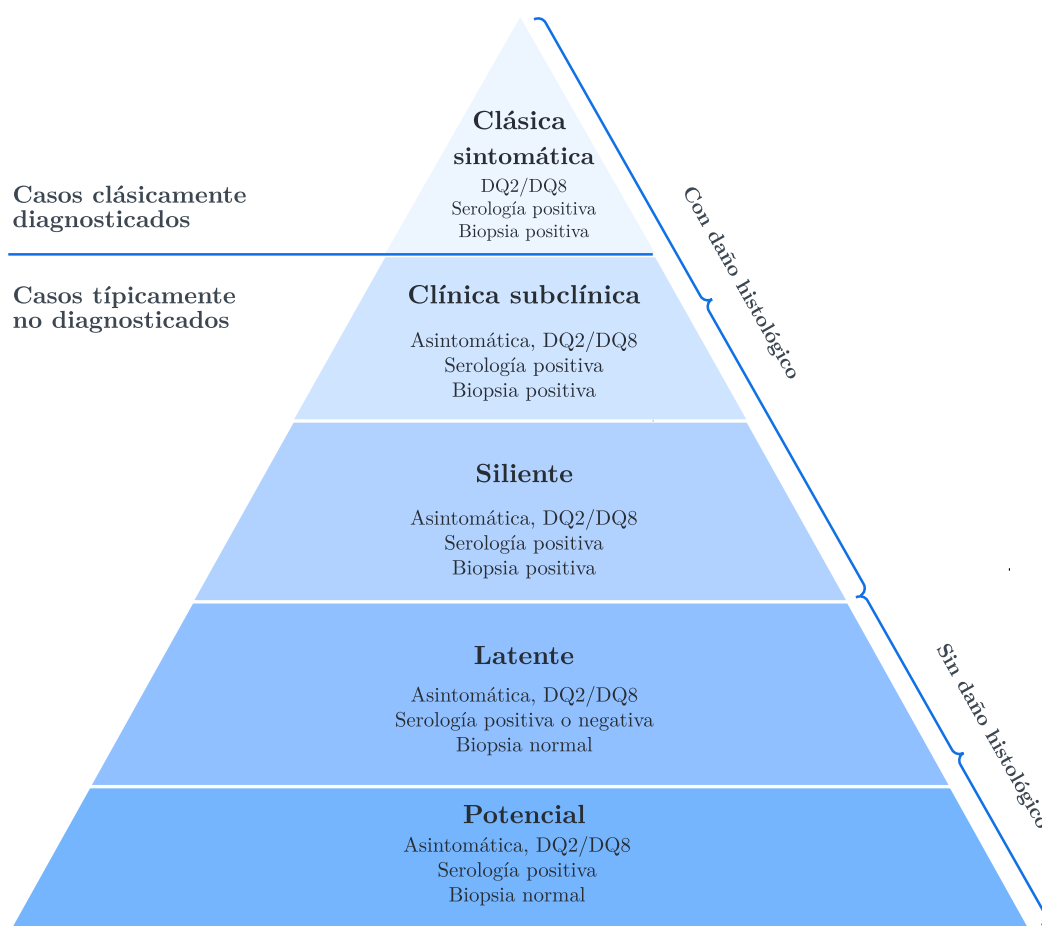 Clásica
sintomática
DQ2/DQ8
Serología positiva
Biopsia positiva
Casos clásicamente
diagnosticados
Casos típicamente
no diagnosticados
Clínica subclínica
Asintomática, DQ2/DQ8
Serología positiva
Biopsia positiva
Con daño histológico
Siliente
Asintomática, DQ2/DQ8
Serología positiva
Biopsia positiva
Latente
Asintomática, DQ2/DQ8
Serología positiva o negativa
Biopsia normal
Sin daño histológico
Potencial
Asintomática, DQ2/DQ8
Serología positiva
Biopsia normal